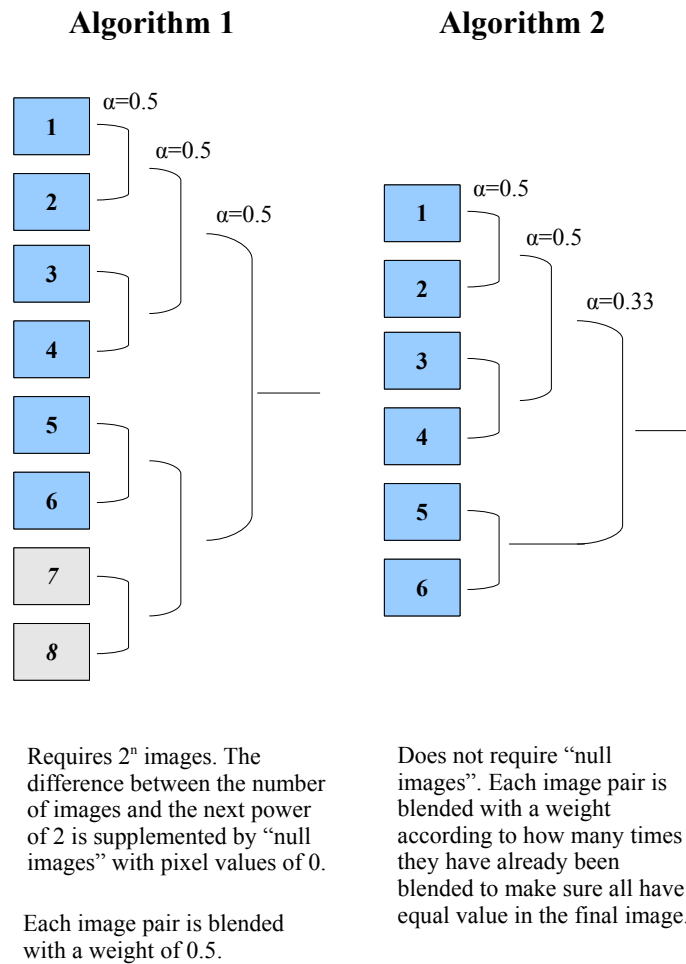 Algorithm 1
1
2
3
4
5
6
7
8
α=0.5
α=0.5
α=0.5
Requires 2ⁿ images. The
difference between the number
of images and the next power
of 2 is supplemented by “null
images” with pixel values of 0.
Each image pair is blended
with a weight of 0.5.
Algorithm 2
1
2
3
4
5
6
α=0.5
α=0.5
α=0.33
Does not require “null
images”. Each image pair is
blended with a weight
according to how many times
they have already been
blended to make sure all have
equal value in the final image.